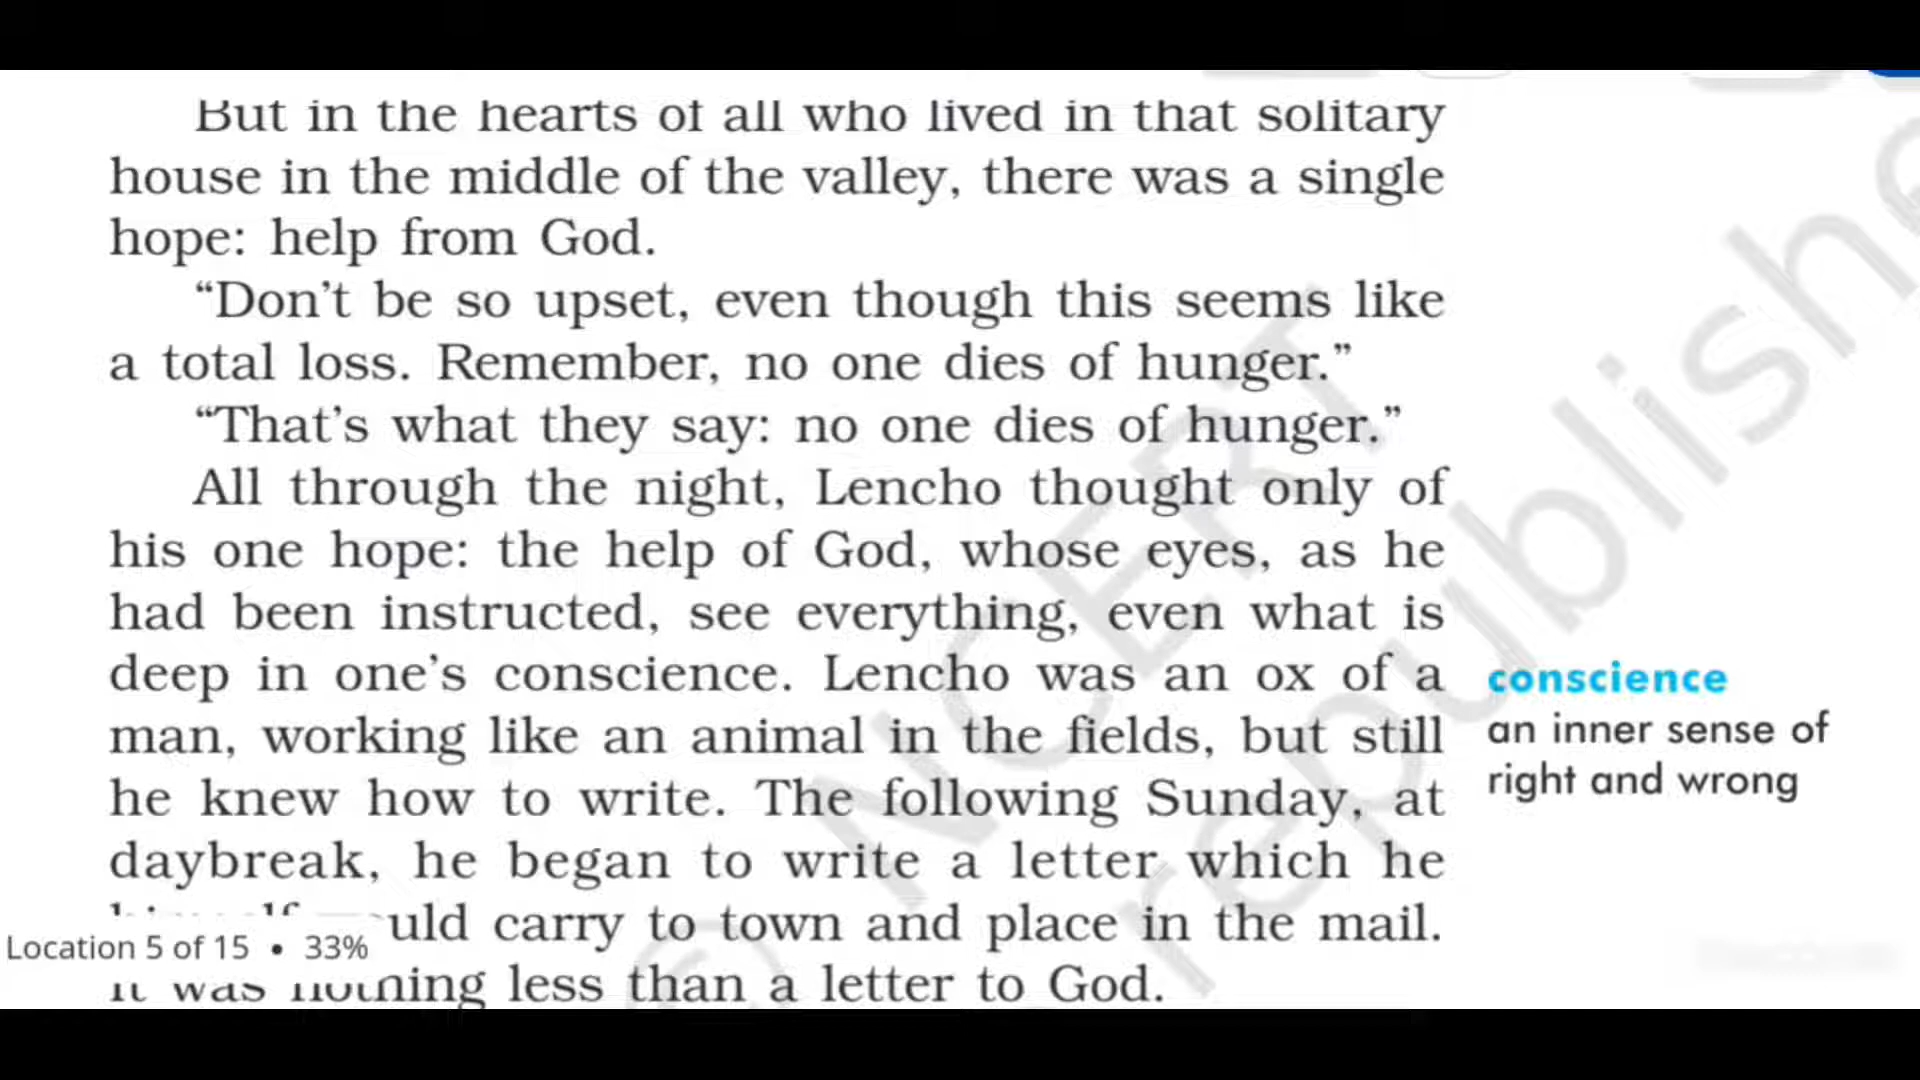 But in the hearts of all who lived in that solitary
house in the middle of the valley, there was a single
hope: help from God.
“Don’t be so upset, even though this seems like
a total loss. Remember, no one dies of hunger.”
“That’s what they say: no one dies of hunger.”
All through the night, Lencho thought only of
his one hope: the help of God, whose eyes, as he
had been instructed, see everything, even what is
deep in one’s conscience. Lencho was an ox of a
man, working like an animal in the fields, but still
he knew how to write. The following Sunday, at
daybreak, he began to write a letter which he
uld carry to town and place in the mail.
It was nothing less than a letter to God.
conscience
an inner sense of
right and wrong
Location 5 of 15 • 33%
© NCERT
republishe